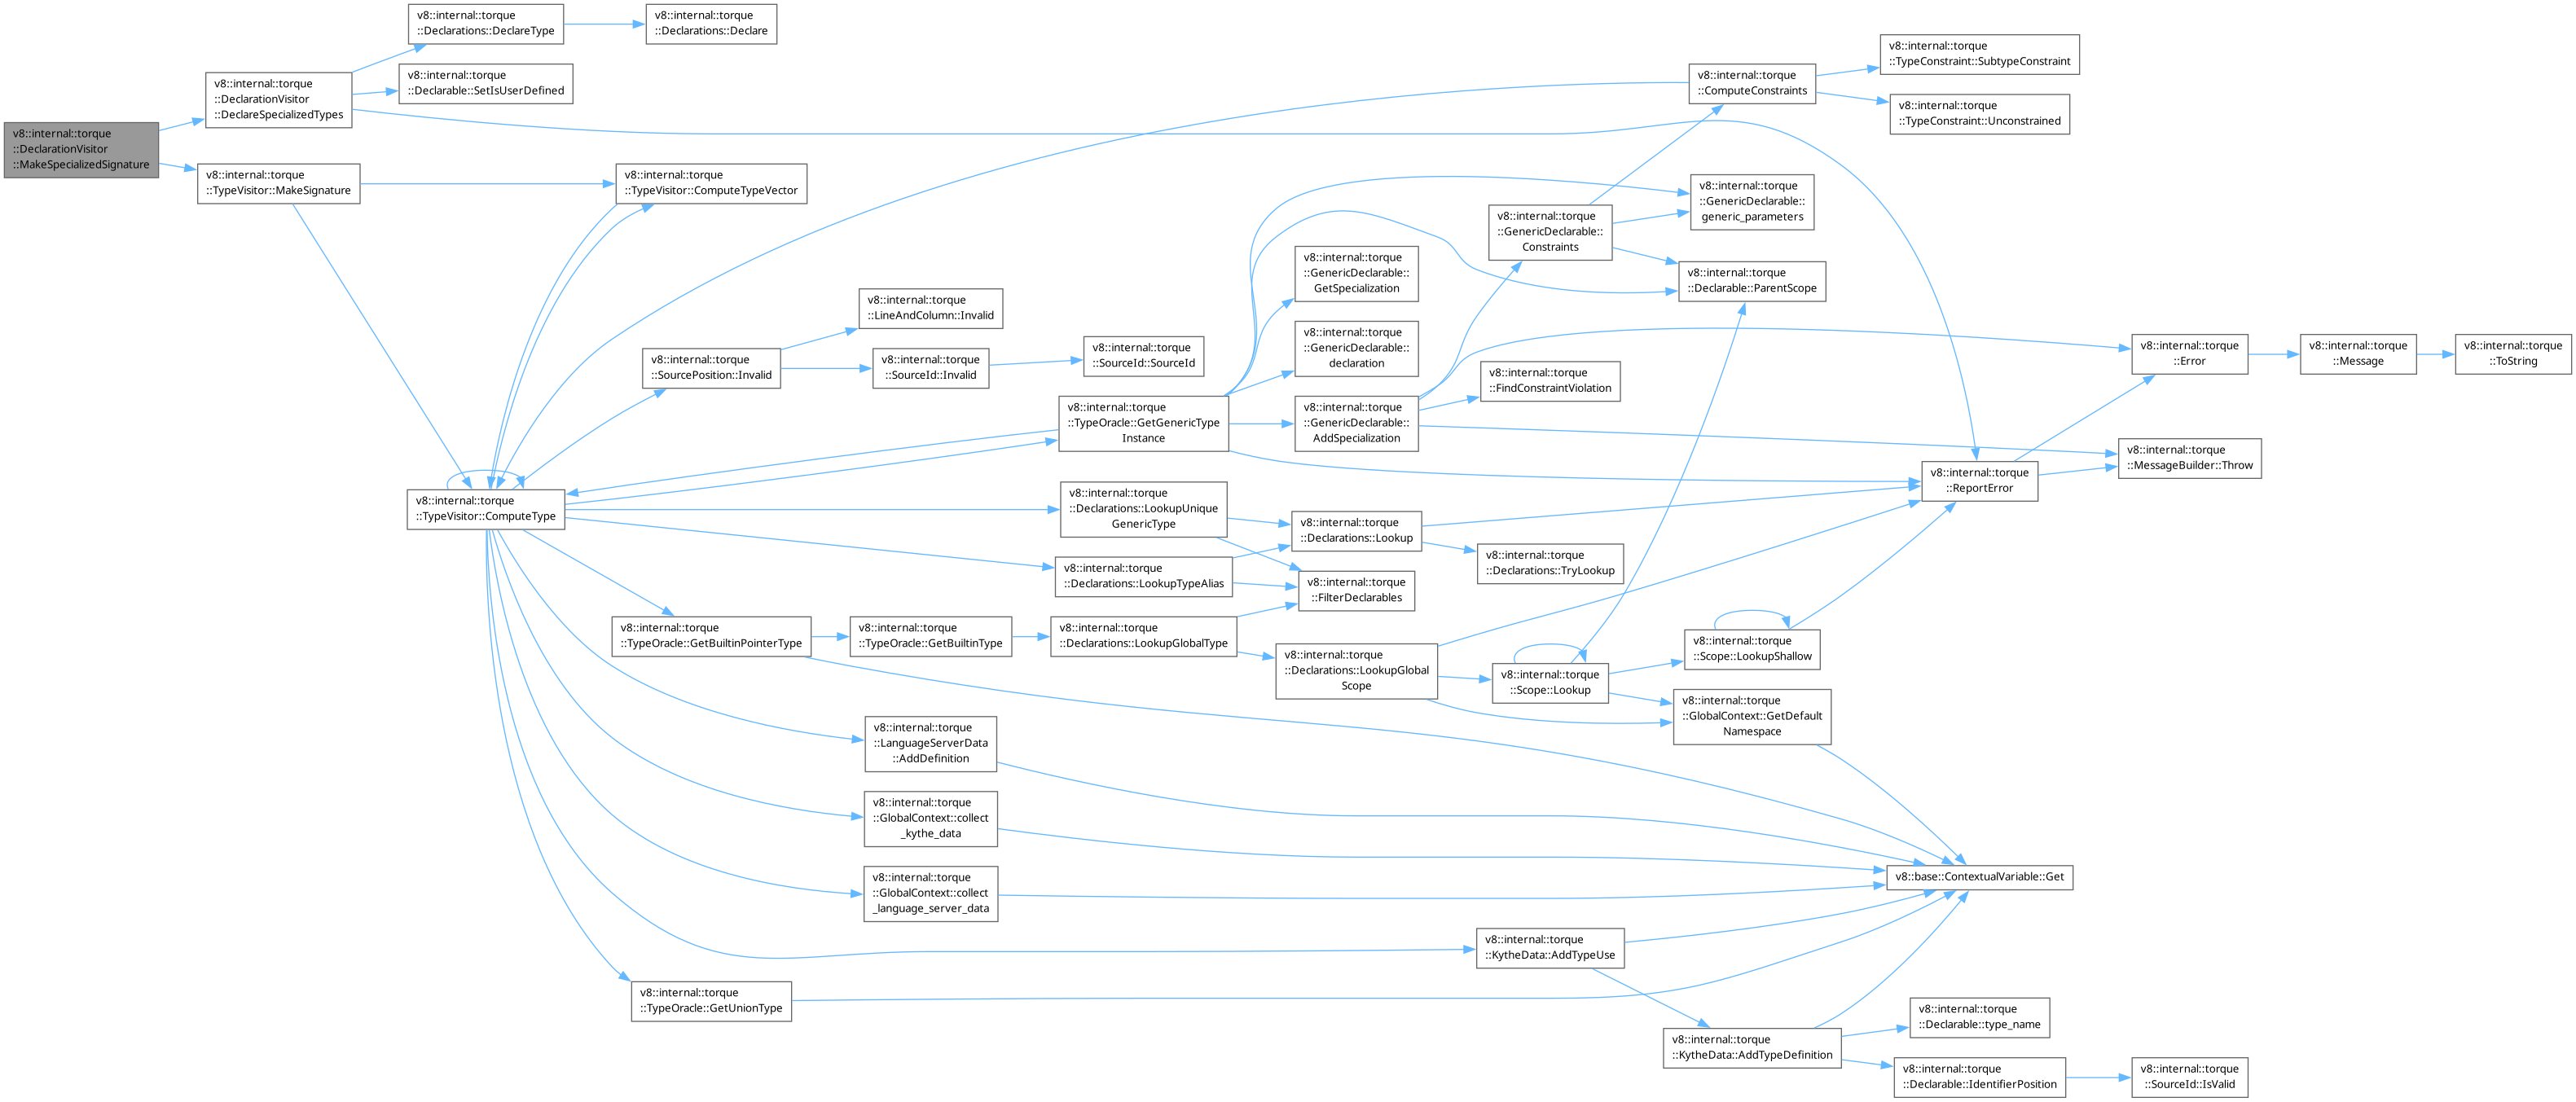 v8::internal::torque
::DeclarationVisitor
::MakeSpecializedSignature
v8::internal::torque
::DeclarationVisitor
::DeclareSpecializedTypes
v8::internal::torque
::Declarations::DeclareType
v8::internal::torque
::Declarations::Declare
v8::internal::torque
::Declarable::SetIsUserDefined
v8::internal::torque
::TypeVisitor::MakeSignature
v8::internal::torque
::TypeVisitor::ComputeTypeVector
v8::internal::torque
::TypeVisitor::ComputeType
v8::internal::torque
::SourcePosition::Invalid
v8::internal::torque
::LineAndColumn::Invalid
v8::internal::torque
::SourceId::Invalid
v8::internal::torque
::SourceId::SourceId
v8::internal::torque
::TypeOracle::GetGenericType
Instance
v8::internal::torque
::GenericDeclarable::
GetSpecialization
v8::internal::torque
::GenericDeclarable::
declaration
v8::internal::torque
::GenericDeclarable::
AddSpecialization
v8::internal::torque
::GenericDeclarable::
Constraints
v8::internal::torque
::FindConstraintViolation
v8::internal::torque
::ComputeConstraints
v8::internal::torque
::TypeConstraint::SubtypeConstraint
v8::internal::torque
::TypeConstraint::Unconstrained
v8::internal::torque
::GenericDeclarable::
generic_parameters
v8::internal::torque
::Declarable::ParentScope
v8::internal::torque
::Error
v8::internal::torque
::Message
v8::internal::torque
::ToString
v8::internal::torque
::MessageBuilder::Throw
v8::internal::torque
::ReportError
v8::internal::torque
::Declarations::LookupUnique
GenericType
v8::internal::torque
::Declarations::Lookup
v8::internal::torque
::Declarations::TryLookup
v8::internal::torque
::Declarations::LookupTypeAlias
v8::internal::torque
::FilterDeclarables
v8::internal::torque
::TypeOracle::GetBuiltinPointerType
v8::internal::torque
::TypeOracle::GetBuiltinType
v8::internal::torque
::Declarations::LookupGlobalType
v8::internal::torque
::Declarations::LookupGlobal
Scope
v8::internal::torque
::Scope::Lookup
v8::internal::torque
::Scope::LookupShallow
v8::internal::torque
::GlobalContext::GetDefault
Namespace
v8::internal::torque
::LanguageServerData
::AddDefinition
v8::internal::torque
::GlobalContext::collect
_kythe_data
v8::internal::torque
::GlobalContext::collect
_language_server_data
v8::base::ContextualVariable::Get
v8::internal::torque
::KytheData::AddTypeUse
v8::internal::torque
::TypeOracle::GetUnionType
v8::internal::torque
::KytheData::AddTypeDefinition
v8::internal::torque
::Declarable::type_name
v8::internal::torque
::Declarable::IdentifierPosition
v8::internal::torque
::SourceId::IsValid